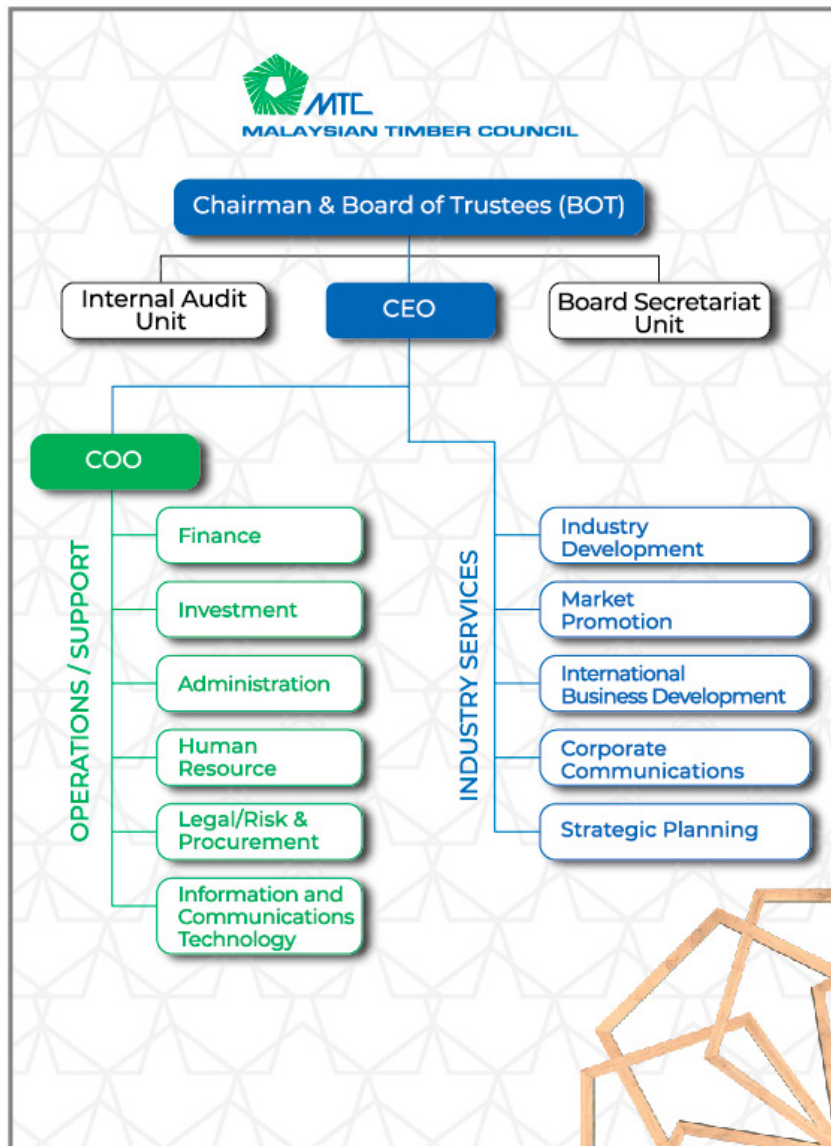 MTC
MALAYSIAN TIMBER COUNCIL
Chairman & Board of Trustees (BOT)
Internal Audit
Unit
CEO
Board Secretariat
Unit
COO
OPERATIONS / SUPPORT
Finance
Investment
Administration
Human
Resource
Legal/Risk &
Procurement
Information and
Communications
Technology
INDUSTRY SERVICES
Industry
Development
Market
Promotion
International
Business Development
Corporate
Communications
Strategic Planning